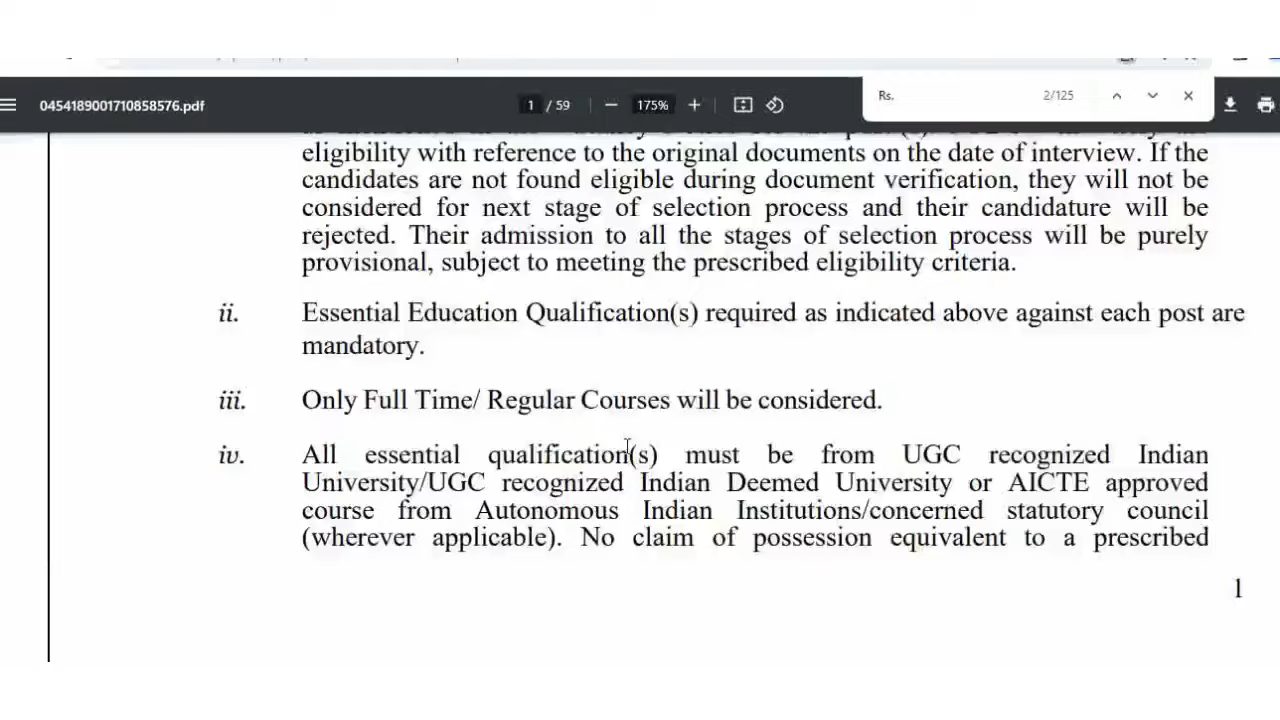 0454189001710858576.pdf
1 / 59
175%
Rs.
2/125
eligibility with reference to the original documents on the date of interview. If the
candidates are not found eligible during document verification, they will not be
considered for next stage of selection process and their candidature will be
rejected. Their admission to all the stages of selection process will be purely
provisional, subject to meeting the prescribed eligibility criteria.
ii. Essential Education Qualification(s) required as indicated above against each post are
mandatory.
iii. Only Full Time/ Regular Courses will be considered.
iv. All essential qualification(s) must be from UGC recognized Indian
University/UGC recognized Indian Deemed University or AICTE approved
course from Autonomous Indian Institutions/concerned statutory council
(wherever applicable). No claim of possession equivalent to a prescribed
1